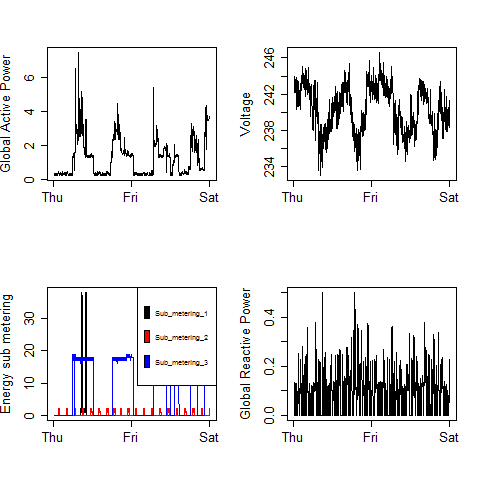 Global Active Power
0 2 4 6
Thu Fri Sat
Voltage
234 238 242 246
Thu Fri Sat
Energy sub metering
0 10 20 30
Sub_metering_1
Sub_metering_2
Sub_metering_3
Thu Fri Sat
Global Reactive Power
0.0 0.2 0.4
Thu Fri Sat